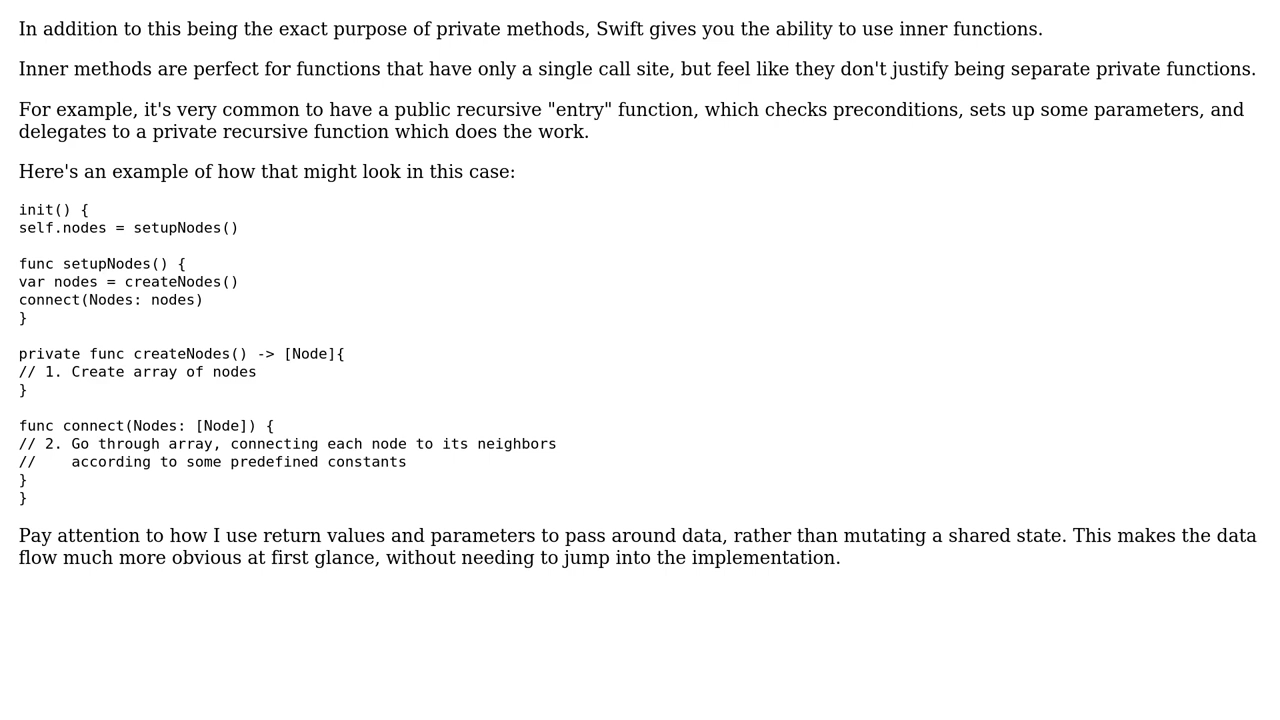 In addition to this being the exact purpose of private methods, Swift gives you the ability to use inner functions.
Inner methods are perfect for functions that have only a single call site, but feel like they don't justify being separate private functions.
For example, it's very common to have a public recursive "entry" function, which checks preconditions, sets up some parameters, and
delegates to a private recursive function which does the work.
Here's an example of how that might look in this case:
init() {
self.nodes = setupNodes()
func setupNodes() {
var nodes = createNodes()
connect(Nodes: nodes)
}
private func createNodes() -> [Node]{
// 1. Create array of nodes
}
func connect(Nodes: [Node]) {
// 2. Go through array, connecting each node to its neighbors
//    according to some predefined constants
}
}
Pay attention to how I use return values and parameters to pass around data, rather than mutating a shared state. This makes the data
flow much more obvious at first glance, without needing to jump into the implementation.